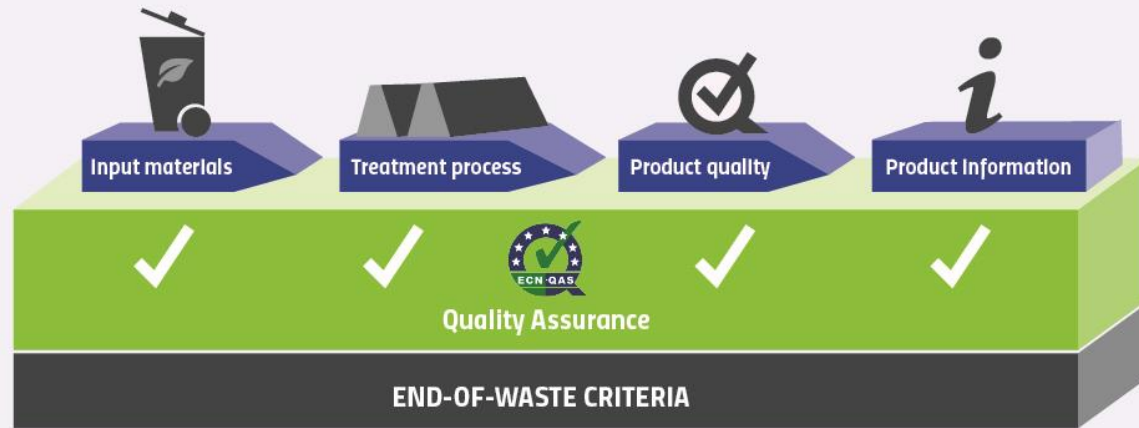 Input materials
Treatment process
Product quality
Product Information
ECN-QAS
Quality Assurance
END-OF-WASTE CRITERIA